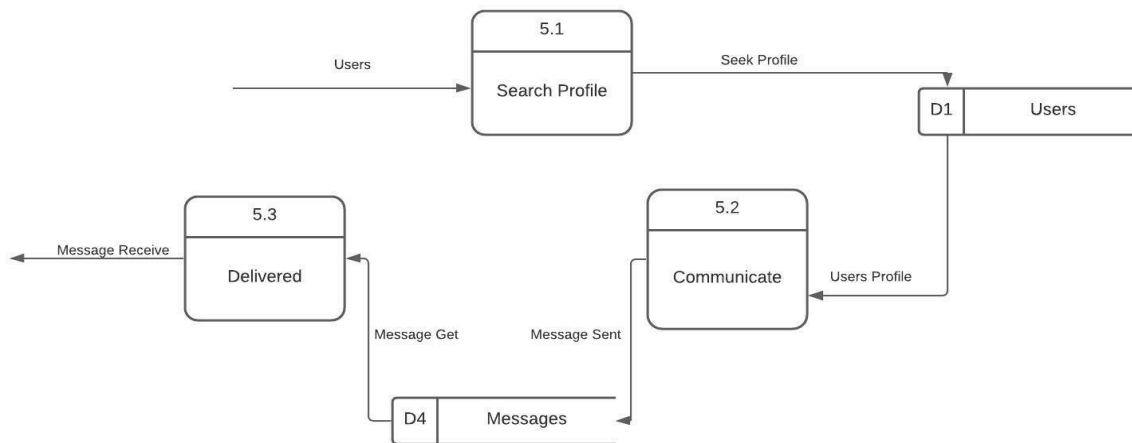 5.1
Search Profile
Users
Seek Profile
D1
Users
5.2
Communicate
Users Profile
5.3
Delivered
Message Receive
Message Get
Message Sent
D4
Messages